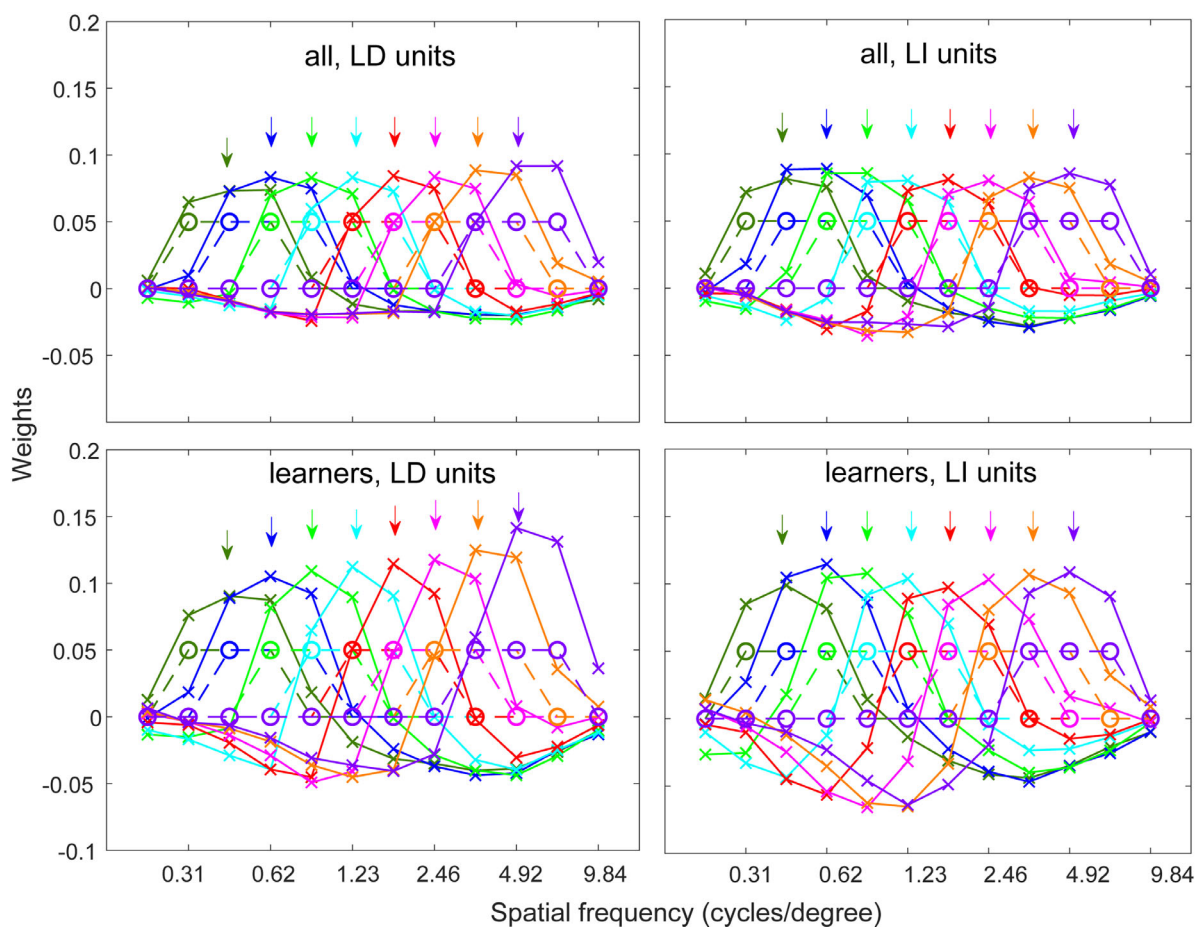 0.2
all, LD units
all, LI units
0.15
0.1
0.05
0
-0.05
Weights
0.2
learners, LD units
learners, LI units
0.15
0.1
0.05
0
-0.05
-0.1
0.31 0.62 1.23 2.46 4.92 9.84
0.31 0.62 1.23 2.46 4.92 9.84
Spatial frequency (cycles/degree)